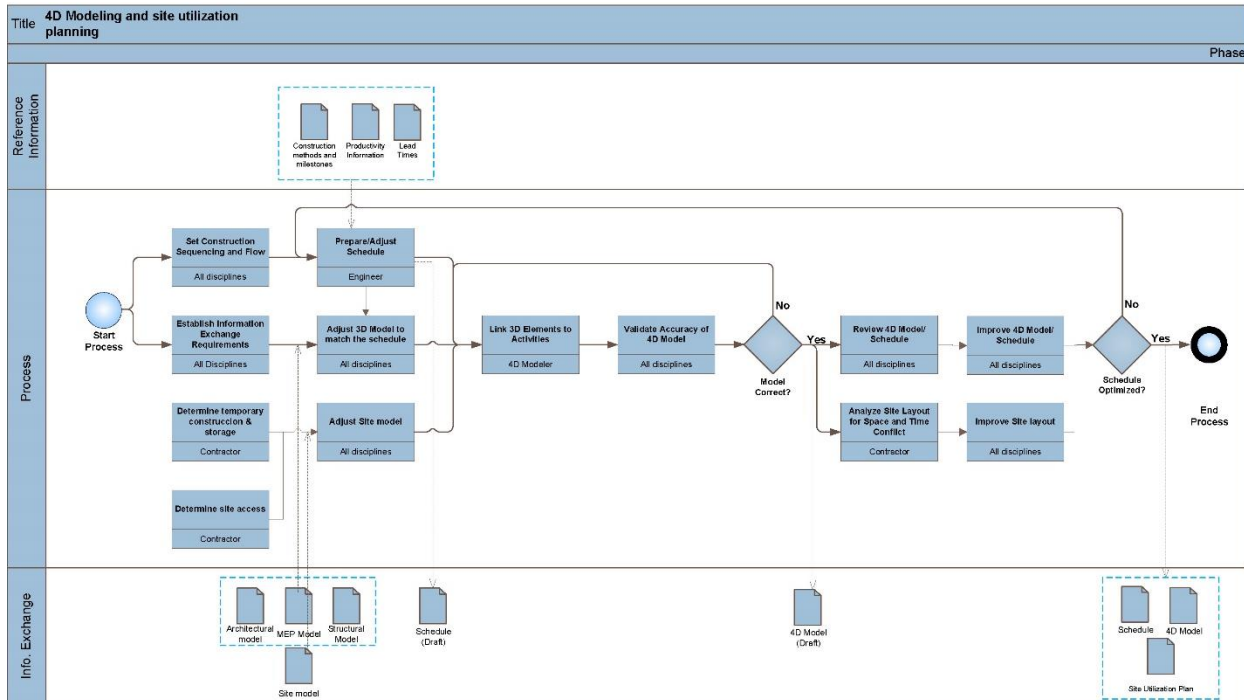 Title
4D Modeling and site utilization
planning
Phase
Reference
Information
Construction
methods and
milestones
Productivity
Information
Lead
Times
Process
Start
Process
Set Construction
Sequencing and Flow
All disciplines
Prepare/Adjust
Schedule
Engineer
Establish Information
Exchange
Requirements
All Disciplines
Adjust 3D Model to
match the schedule
All disciplines
Link 3D Elements to
Activities
4D Modeler
Validate Accuracy of
4D Model
All disciplines
No
Yes
Model
Correct?
Review 4D Model/
Schedule
All disciplines
Improve 4D Model/
Schedule
All disciplines
No
Yes
Schedule
Optimized?
End
Process
Determine temporary
construccion &
storage
Contractor
Adjust Site model
All disciplines
Analyze Site Layout
for Space and Time
Conflict
Contractor
Improve Site layout
All disciplines
Determine site access
Contractor
Info. Exchange
Architectural
model
MEP Model
Structural
Model
Site model
Schedule
(Draft)
4D Model
(Draft)
Schedule
4D Model
Site Utilization Plan